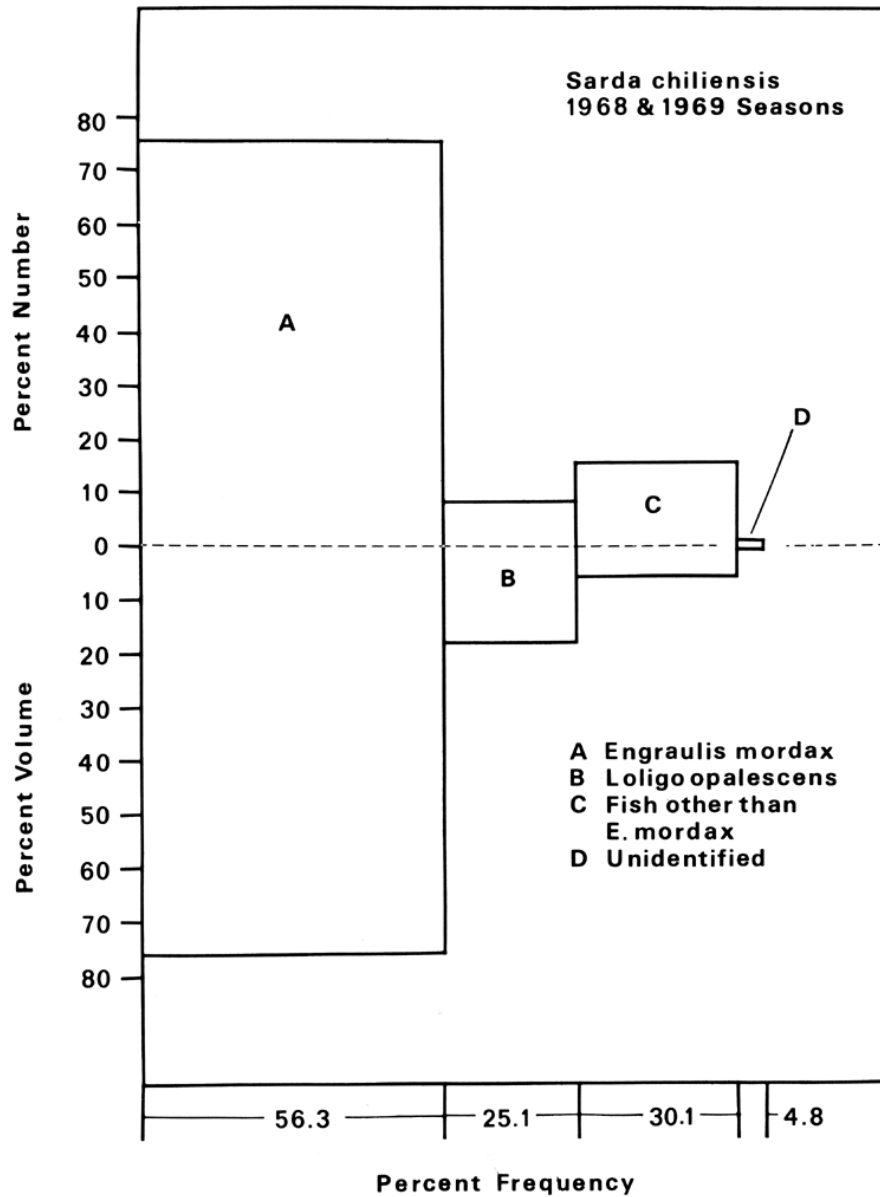 Sarda chiliensis
1968 & 1969 Seasons
Percent Number
80
70
60
50
40
30
20
10
0
10
20
30
40
50
60
70
80
Percent Volume
A
B
C
D
A Engraulis mordax
B Loligo opalescens
C Fish other than
E. mordax
D Unidentified
56.3 25.1 30.1 4.8
Percent Frequency